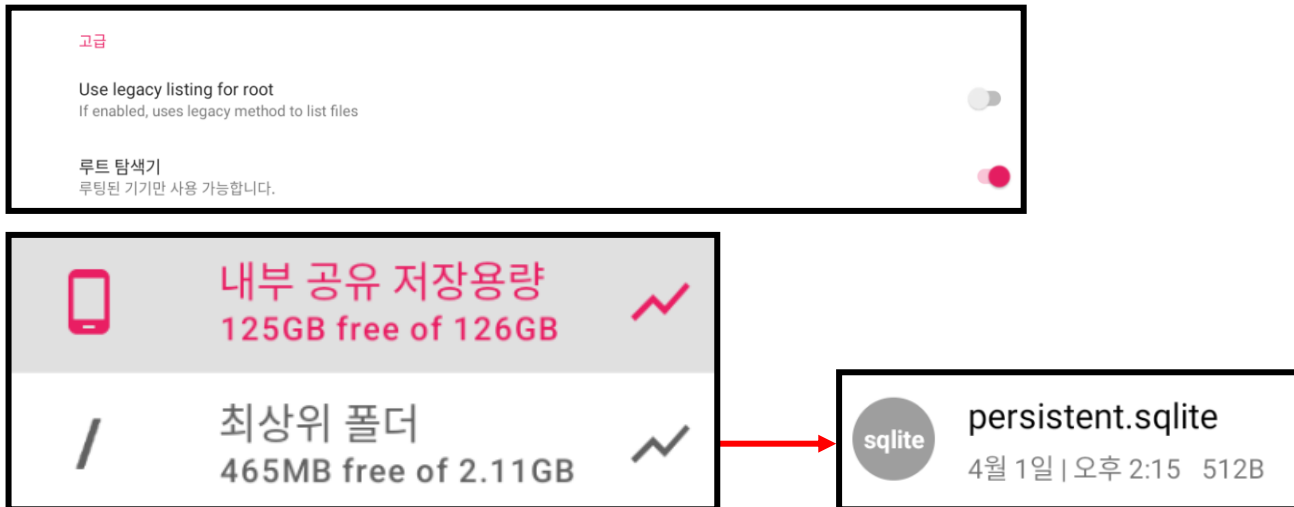 고급
Use legacy listing for root
If enabled, uses legacy method to list files
루트 탐색기
루팅된 기기만 사용 가능합니다.
내부 공유 저장용량
125GB free of 126GB
/
최상위 폴더
465MB free of 2.11GB
sqlite
persistent.sqlite
4월 1일 | 오후 2:15 512B